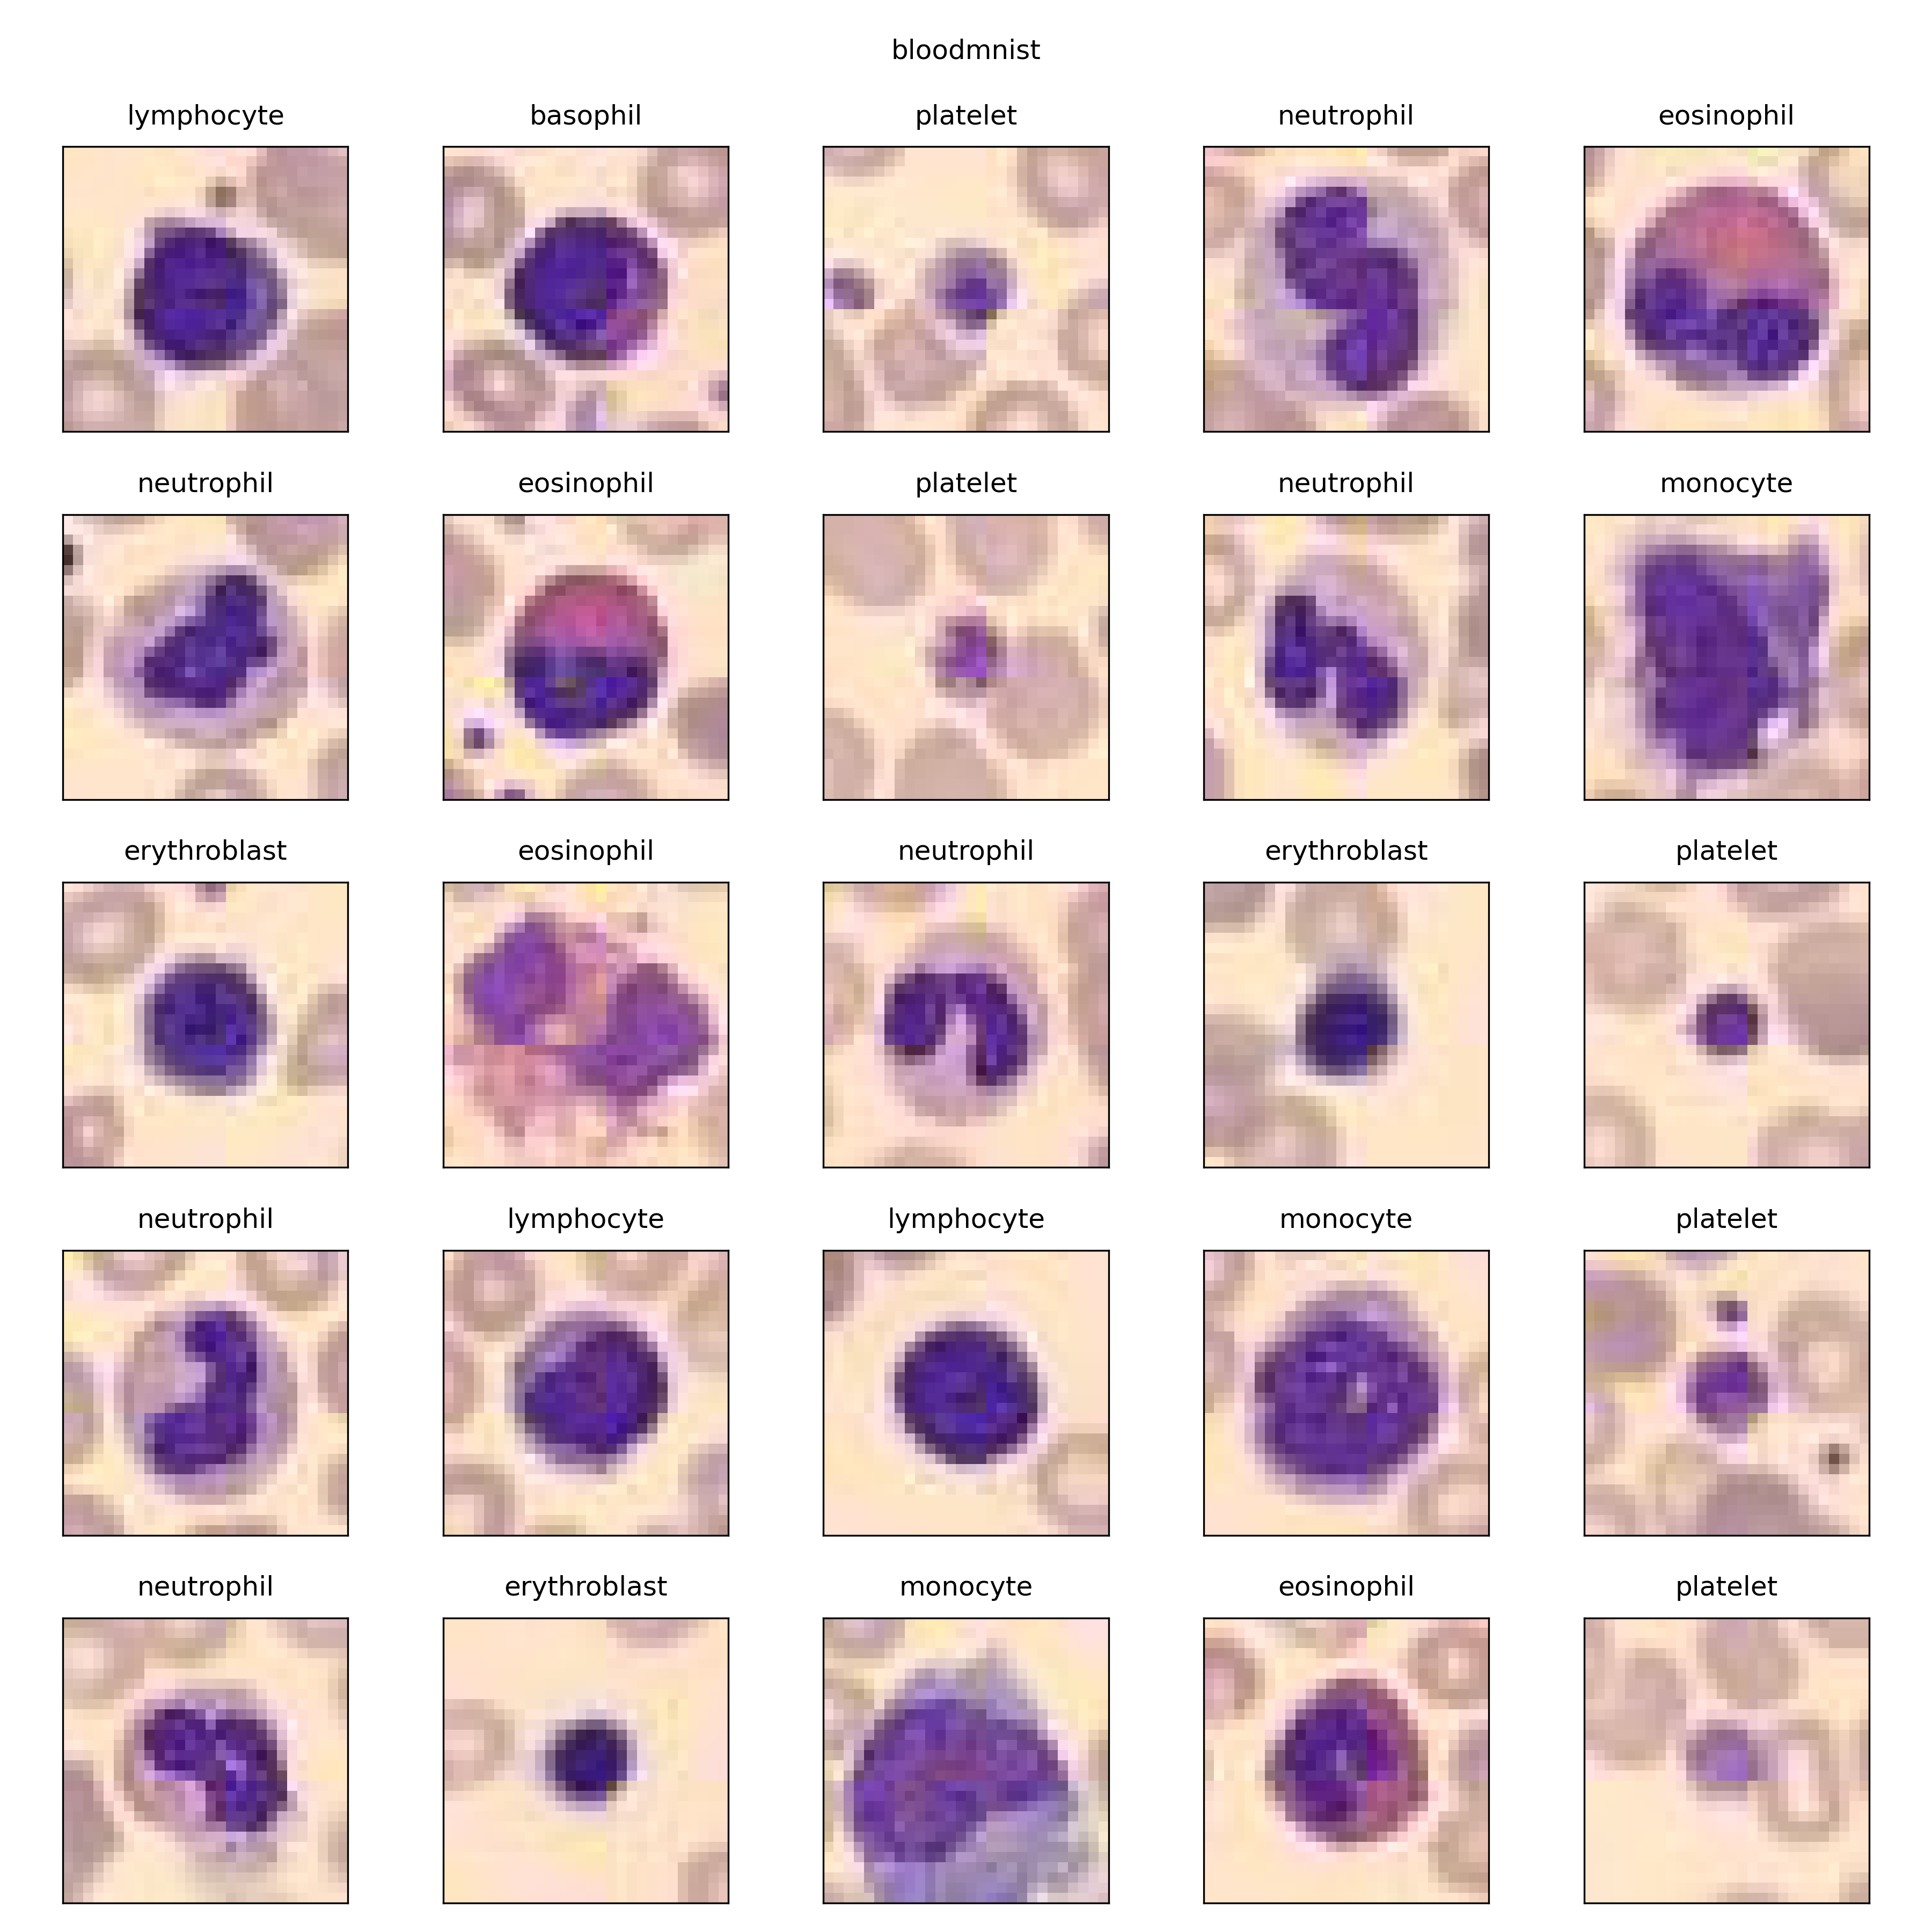 bloodmnist
lymphocyte basophil platelet neutrophil eosinophil
neutrophil eosinophil platelet neutrophil monocyte
erythroblast eosinophil neutrophil erythroblast platelet
neutrophil lymphocyte lymphocyte monocyte platelet
neutrophil erythroblast monocyte eosinophil platelet